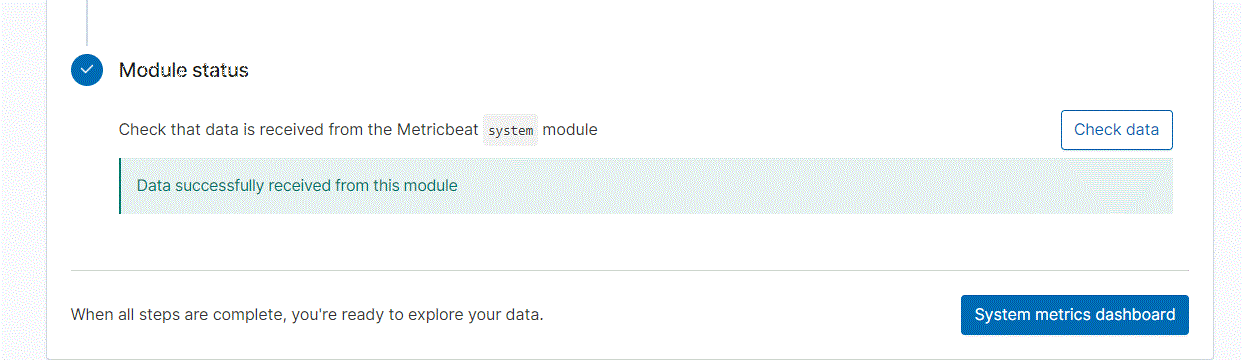 Module status
Check that data is received from the Metricbeat system module
Check data
Data successfully received from this module
When all steps are complete, you're ready to explore your data.
System metrics dashboard